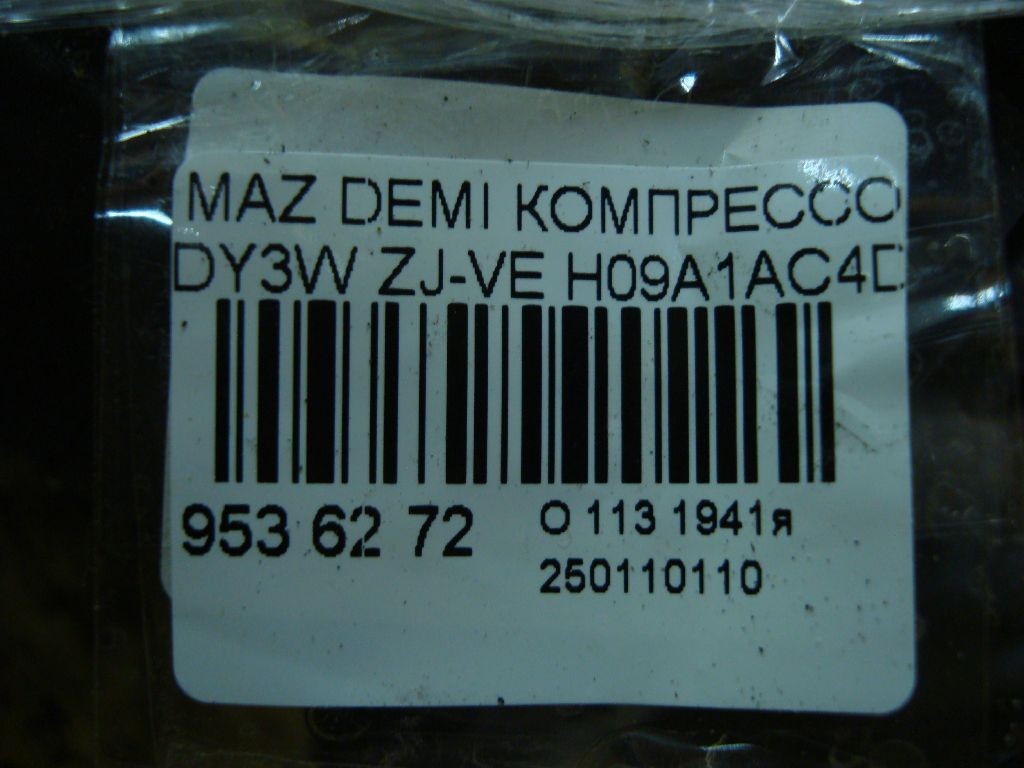 MAZ DEMI КОМПРЕССО
DY3W ZJ-VE H09A1AC4D
953 62 72
О 113 1941я
250110110